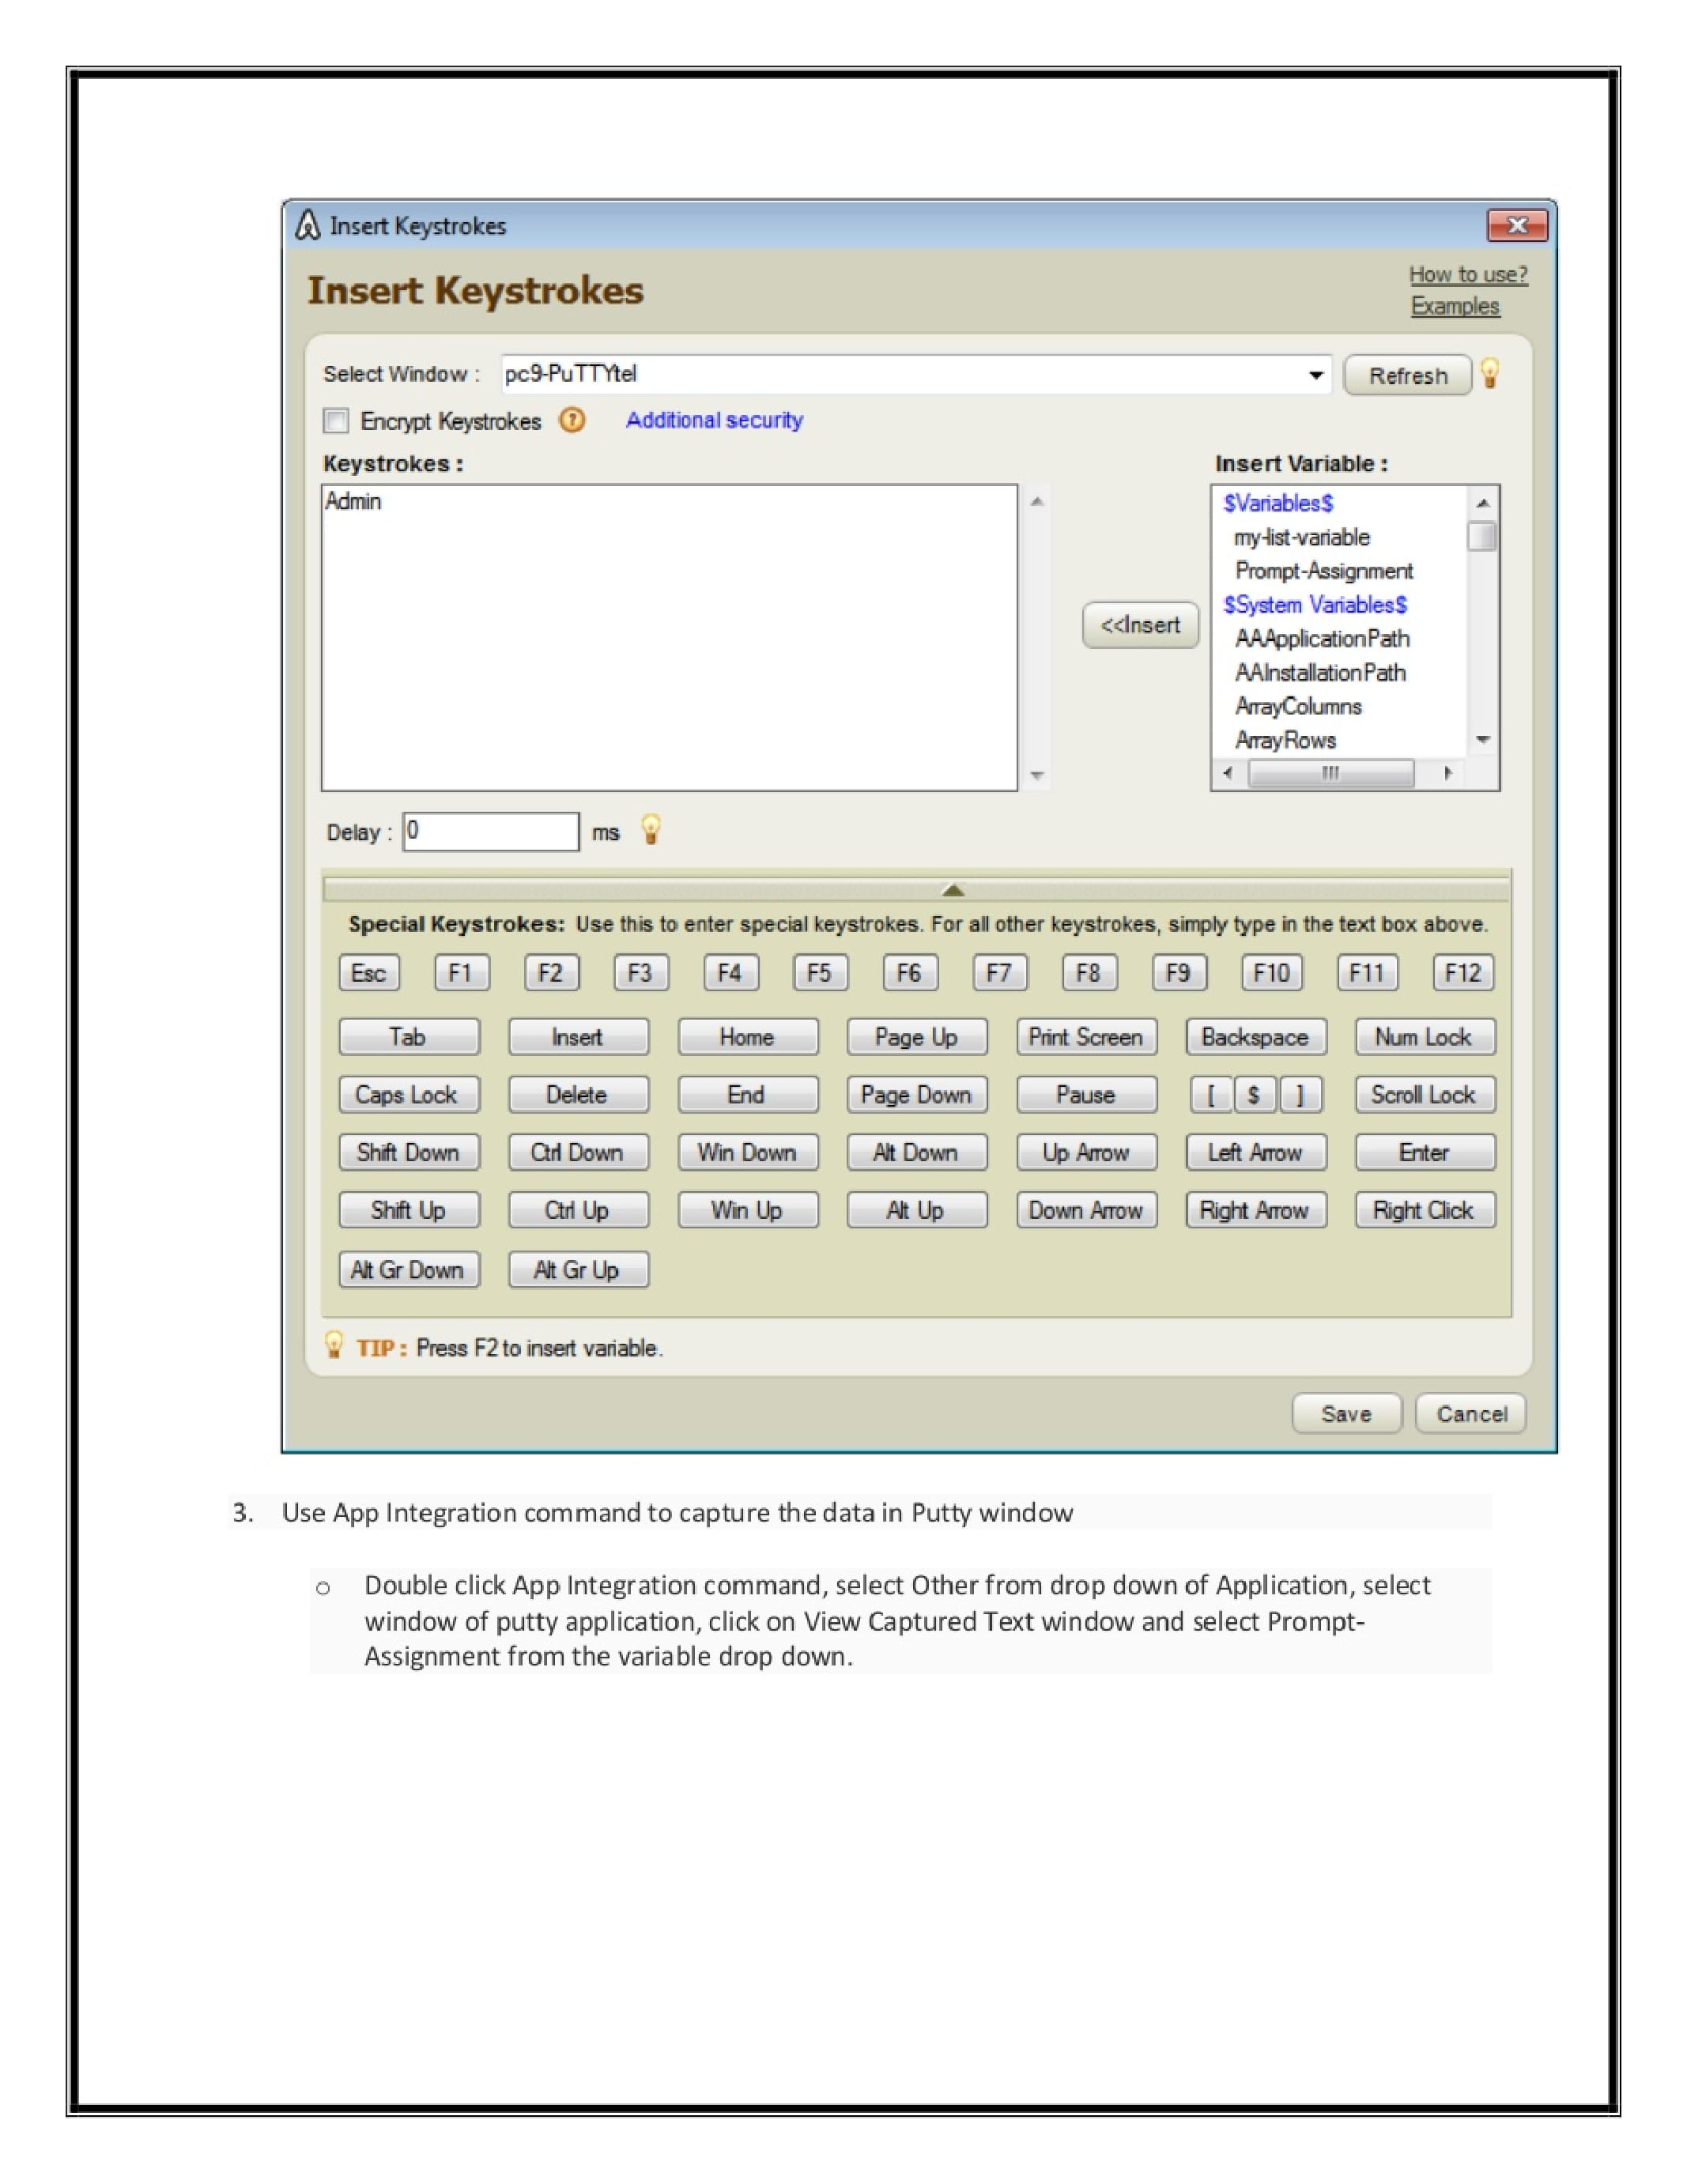 Insert Keystrokes
Insert Keystrokes
How to use?
Examples
Select Window : pc9-PuTTYtel Refresh
Encrypt Keystrokes ? Additional security
Keystrokes : Insert Variable :
Admin
$Variables$
my-list-variable
Prompt-Assignment
$System Variables$
<<Insert
AAApplicationPath
AAInstallationPath
ArrayColumns
ArrayRows
Delay : 0 ms
Special Keystrokes: Use this to enter special keystrokes. For all other keystrokes, simply type in the text box above.
Esc F1 F2 F3 F4 F5 F6 F7 F8 F9 F10 F11 F12
Tab Insert Home Page Up Print Screen Backspace Num Lock
Caps Lock Delete End Page Down Pause [ $ ] Scroll Lock
Shift Down Ctrl Down Win Down Alt Down Up Arrow Left Arrow Enter
Shift Up Ctrl Up Win Up Alt Up Down Arrow Right Arrow Right Click
Alt Gr Down Alt Gr Up
TIP : Press F2 to insert variable.
Save Cancel
3. Use App Integration command to capture the data in Putty window
o Double click App Integration command, select Other from drop down of Application, select
window of putty application, click on View Captured Text window and select Prompt-
Assignment from the variable drop down.